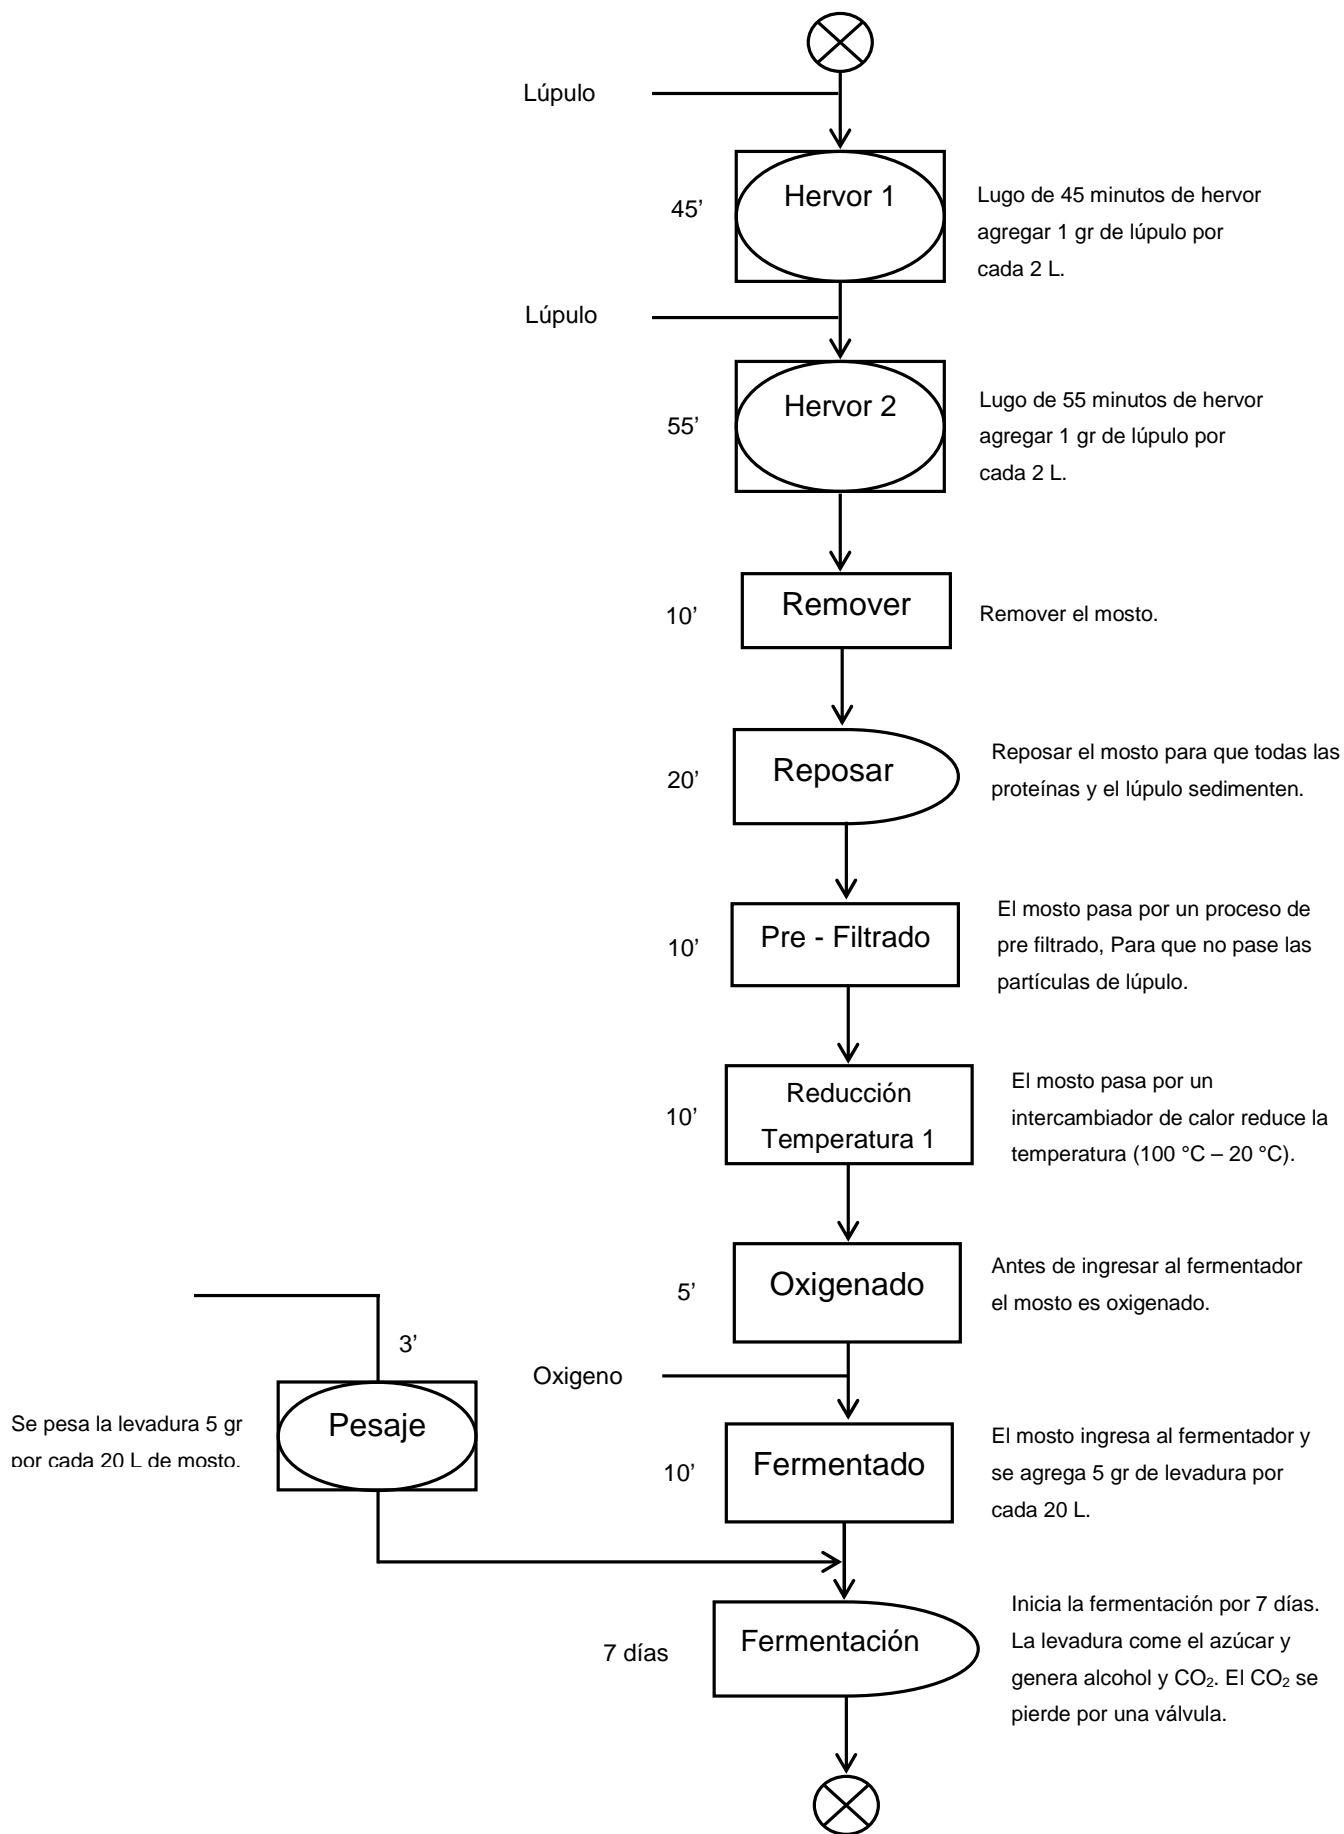 Lúpulo
Hervor 1
45’
Lugo de 45 minutos de hervor
agregar 1 gr de lúpulo por
cada 2 L.
Lúpulo
Hervor 2
55’
Lugo de 55 minutos de hervor
agregar 1 gr de lúpulo por
cada 2 L.
Remover
10’
Remover el mosto.
Reposar
20’
Reposar el mosto para que todas las
proteínas y el lúpulo sedimenten.
Pre - Filtrado
10’
El mosto pasa por un proceso de
pre filtrado, Para que no pase las
partículas de lúpulo.
Reducción
Temperatura 1
10’
El mosto pasa por un
intercambiador de calor reduce la
temperatura (100 °C – 20 °C).
Oxigenado
5’
Antes de ingresar al fermentador
el mosto es oxigenado.
3’
Oxigeno
Pesaje
Se pesa la levadura 5 gr
por cada 20 L de mosto.
Fermentado
10’
El mosto ingresa al fermentador y
se agrega 5 gr de levadura por
cada 20 L.
Fermentación
7 días
Inicia la fermentación por 7 días.
La levadura come el azúcar y
genera alcohol y CO₂. El CO₂ se
pierde por una válvula.